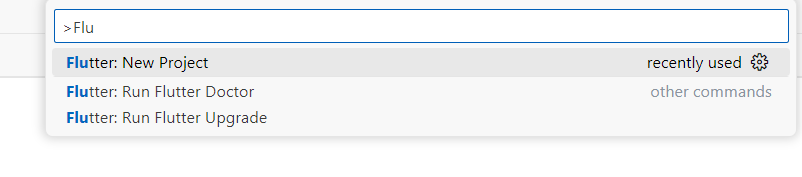 >Flu
Flutter: New Project recently used
Flutter: Run Flutter Doctor other commands
Flutter: Run Flutter Upgrade